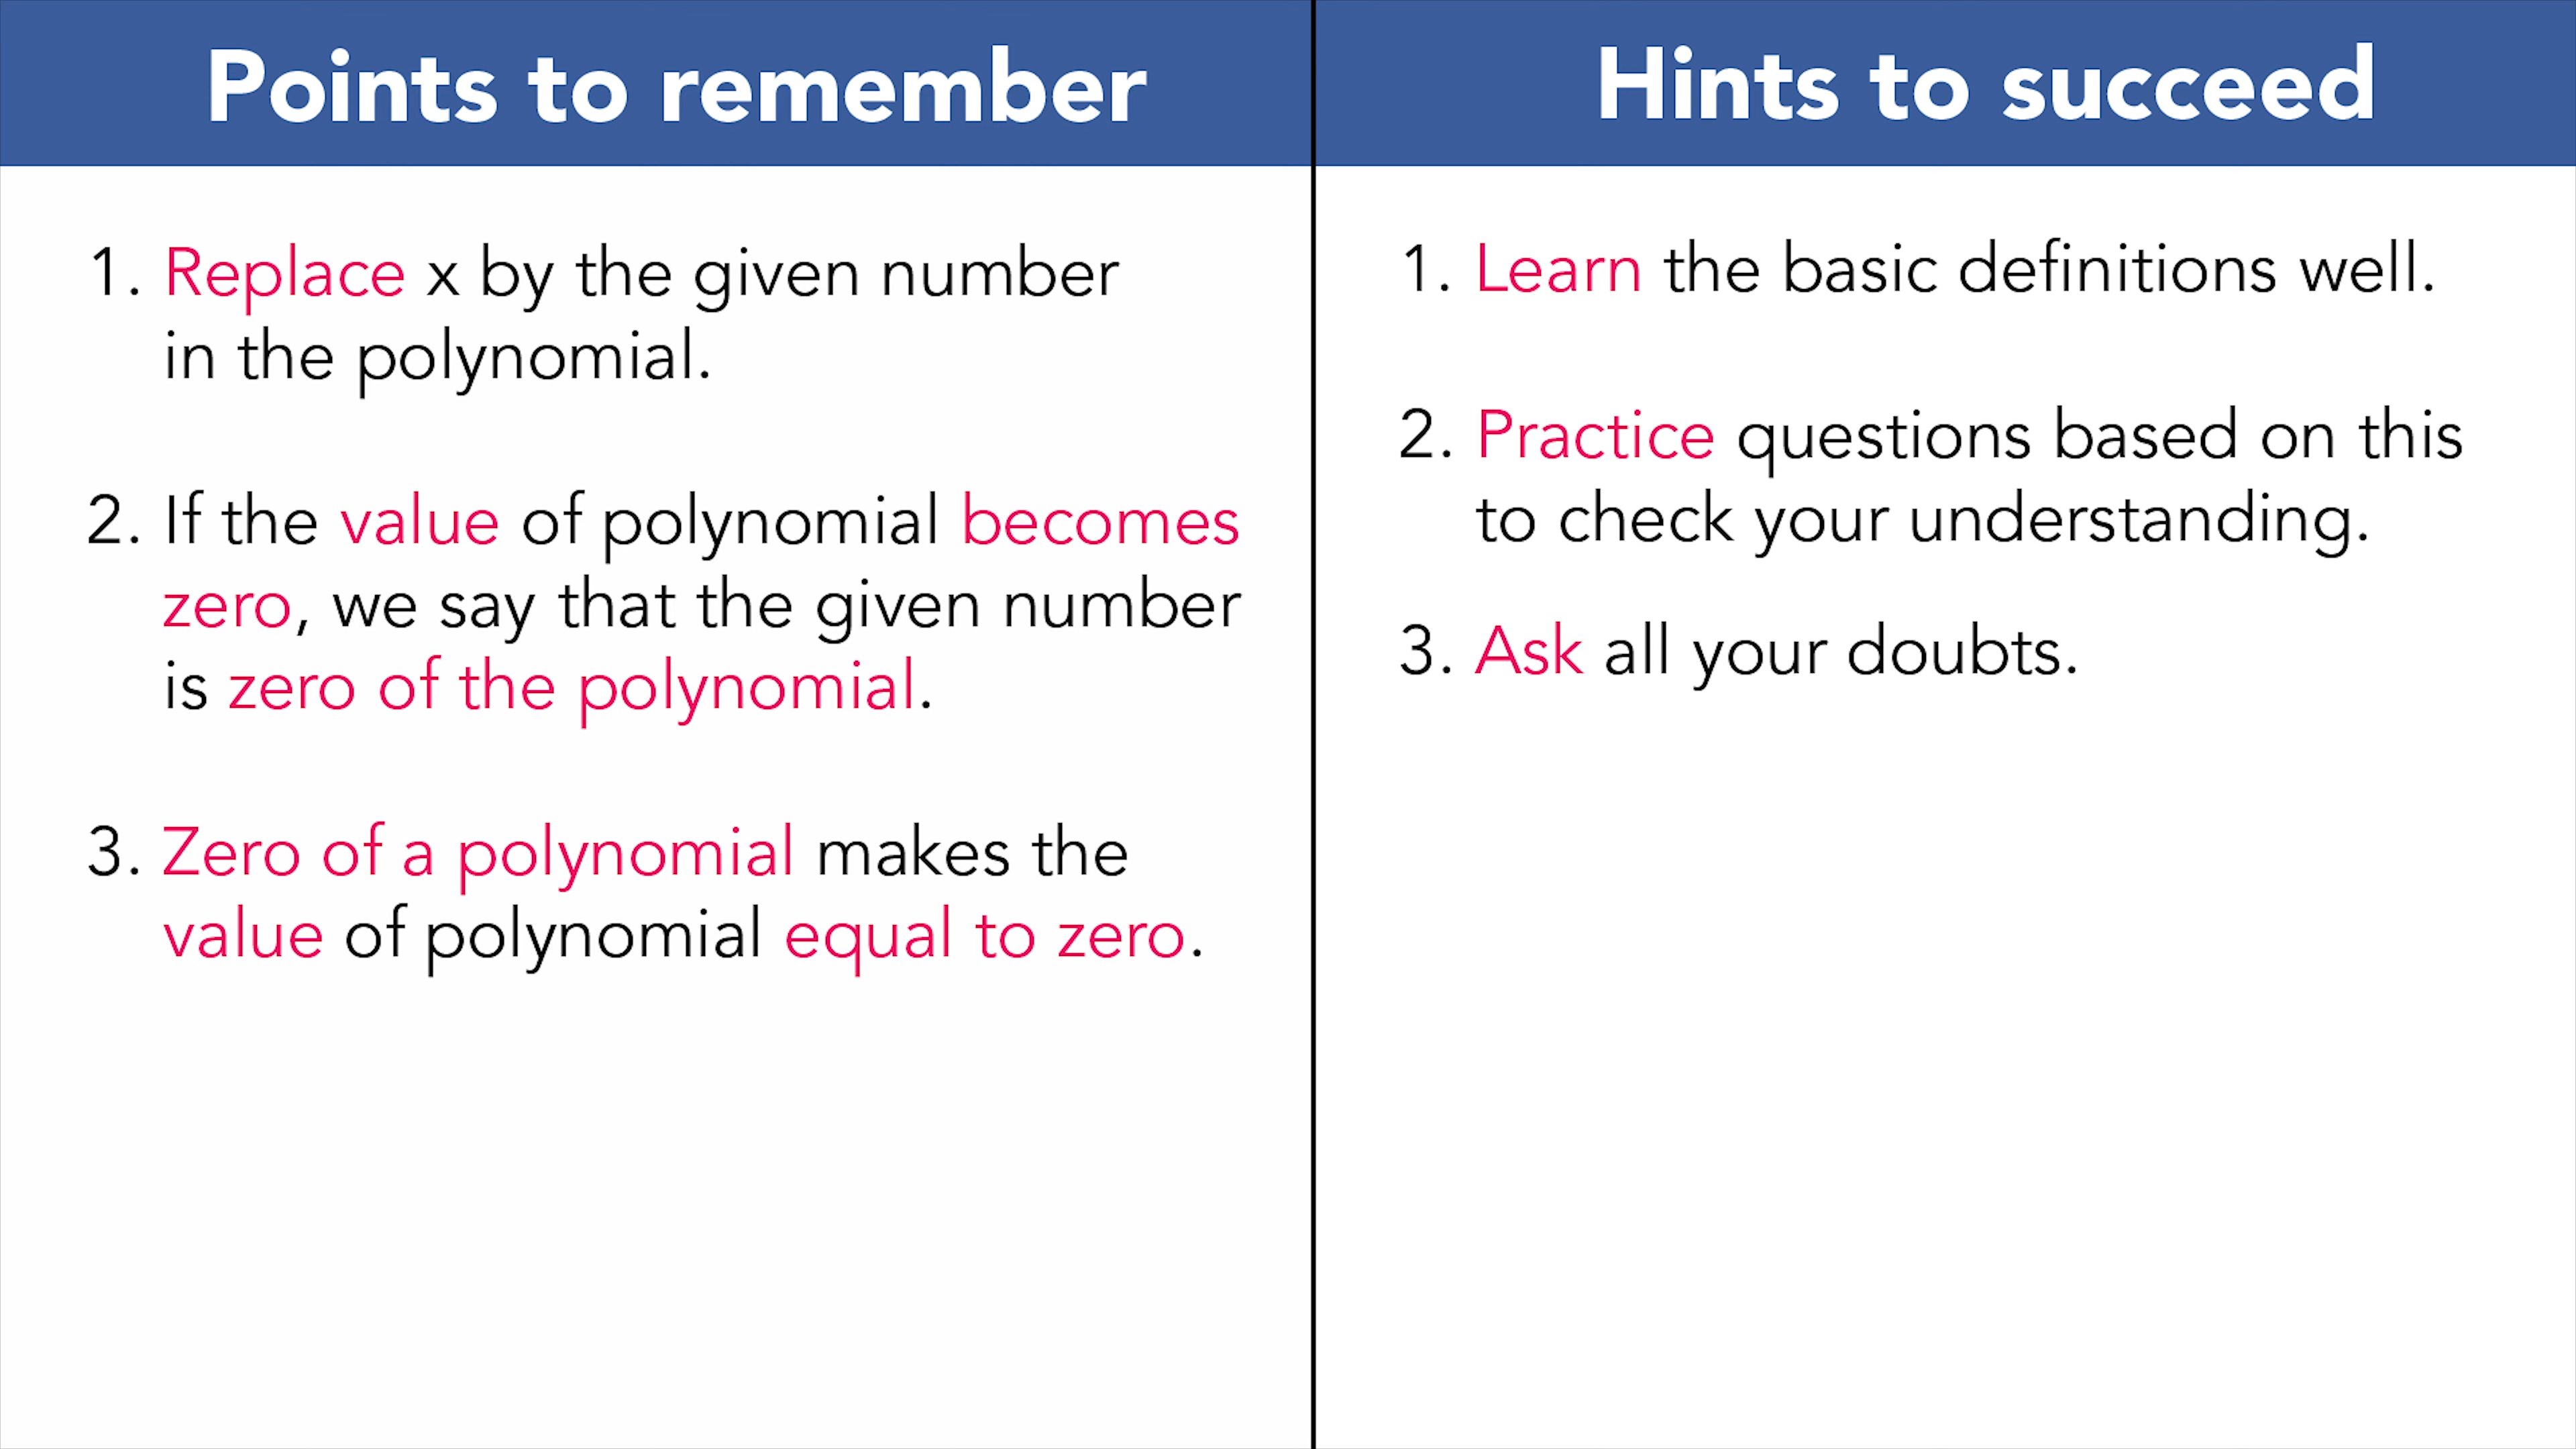 Points to remember
1. Replace x by the given number
in the polynomial.
2. If the value of polynomial becomes
zero, we say that the given number
is zero of the polynomial.
3. Zero of a polynomial makes the
value of polynomial equal to zero.
Hints to succeed
1. Learn the basic definitions well.
2. Practice questions based on this
to check your understanding.
3. Ask all your doubts.